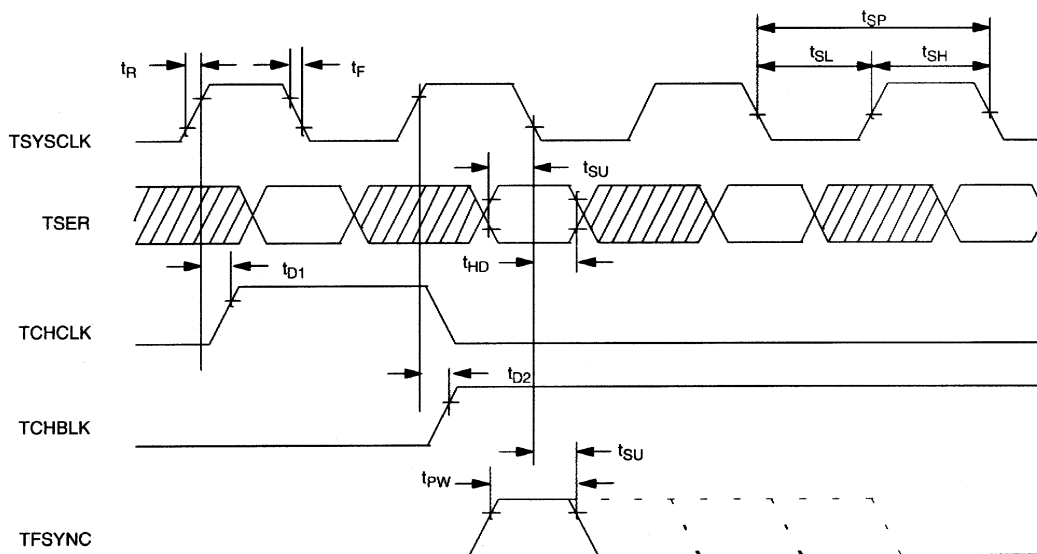 tSP
tR
tF
tSL
tSH
TSYSCLK
tSU
TSER
tHD
tD1
TCHCLK
tD2
TCHBLK
tSU
tPW
TFSYNC